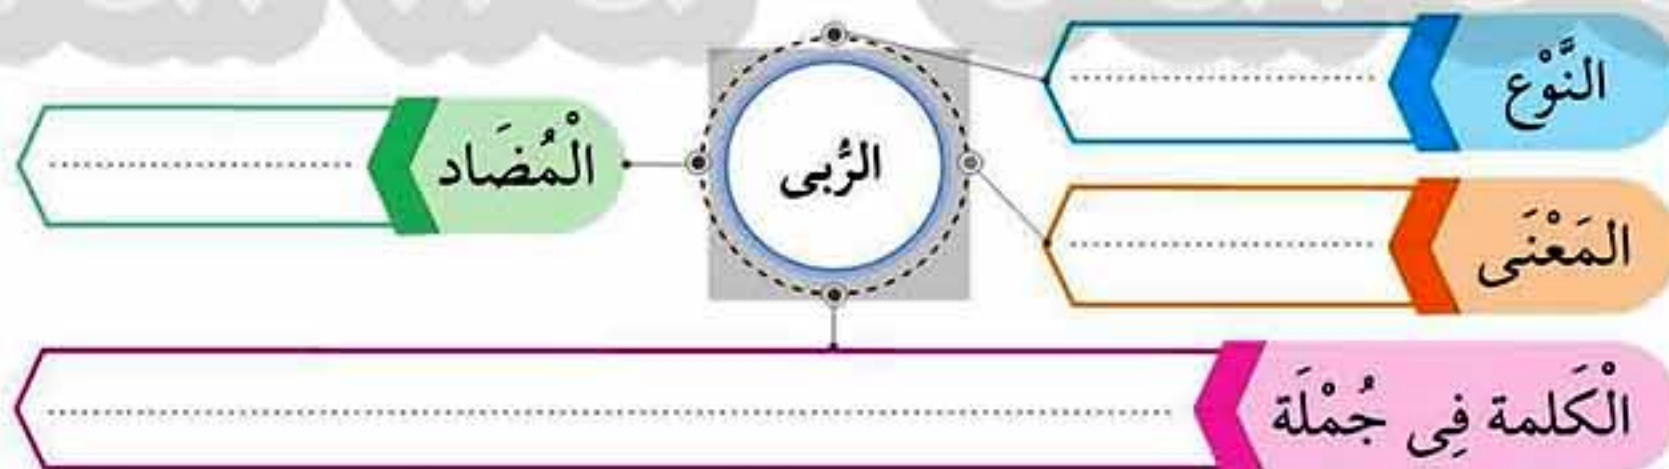 النَّوْع
الرُّبى
الْمُضَاد
المَعْنَى
الْكَلمة فِى جُمْلَة